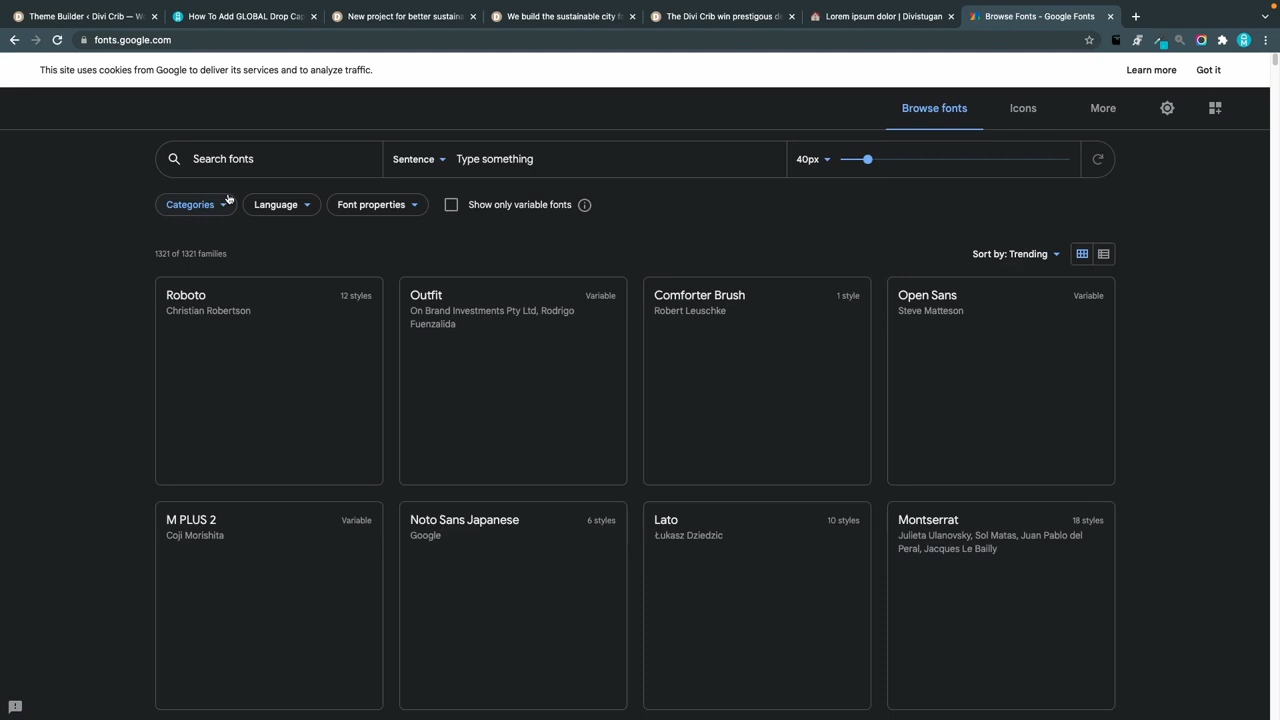 Theme Builder ‹ Divi Crib — W
How To Add GLOBAL Drop Ca
New project for better sustaina
We build the sustainable city f
The Divi Crib win prestigous d
Lorem ipsum dolor | Divistugan
Browse Fonts - Google Fonts
fonts.google.com
This site uses cookies from Google to deliver its services and to analyze traffic.
Learn more
Got it
Browse fonts
Icons
More
Search fonts
Sentence
Type something
40px
Categories
Language
Font properties
Show only variable fonts
1321 of 1321 families
Sort by: Trending
Roboto
12 styles
Christian Robertson
Outfit
Variable
On Brand Investments Pty Ltd, Rodrigo
Fuenzalida
Comforter Brush
1 style
Robert Leuschke
Open Sans
Variable
Steve Matteson
M PLUS 2
Variable
Coji Morishita
Noto Sans Japanese
6 styles
Google
Lato
10 styles
Łukasz Dziedzic
Montserrat
18 styles
Julieta Ulanovsky, Sol Matas, Juan Pablo del
Peral, Jacques Le Bailly